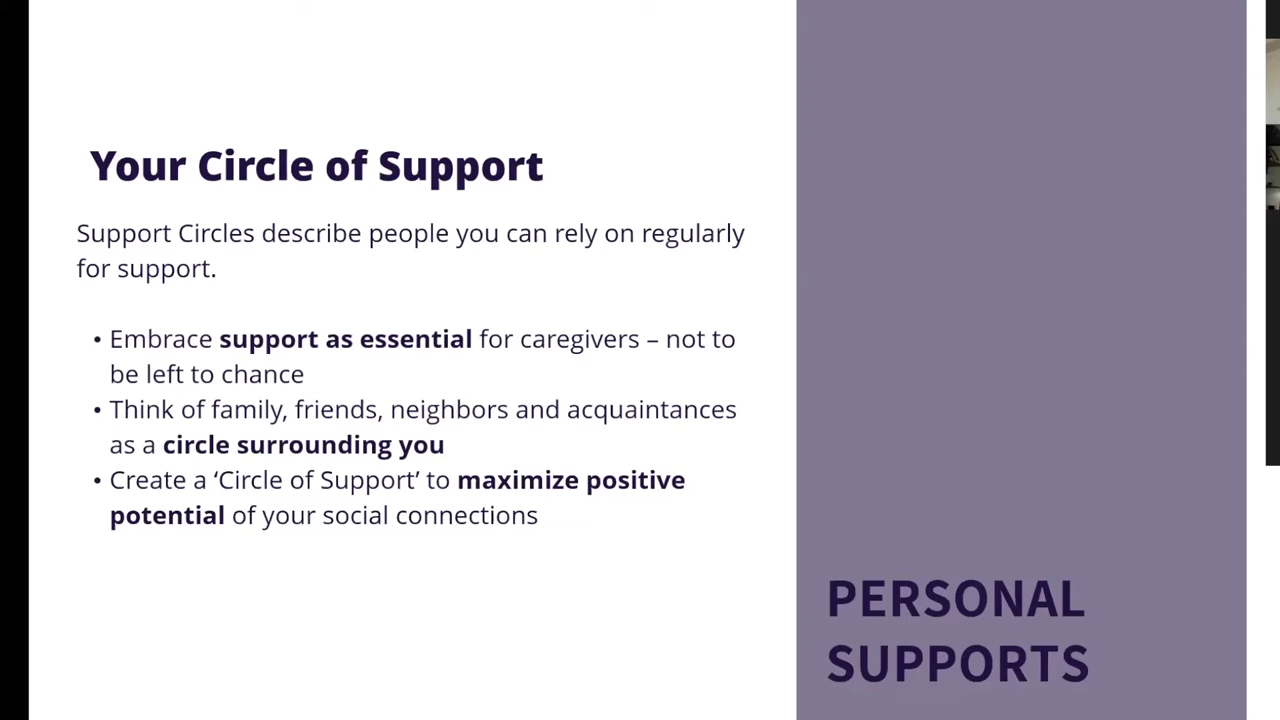 Your Circle of Support
Support Circles describe people you can rely on regularly
for support.
• Embrace support as essential for caregivers – not to
be left to chance
• Think of family, friends, neighbors and acquaintances
as a circle surrounding you
• Create a ‘Circle of Support’ to maximize positive
potential of your social connections
PERSONAL
SUPPORTS